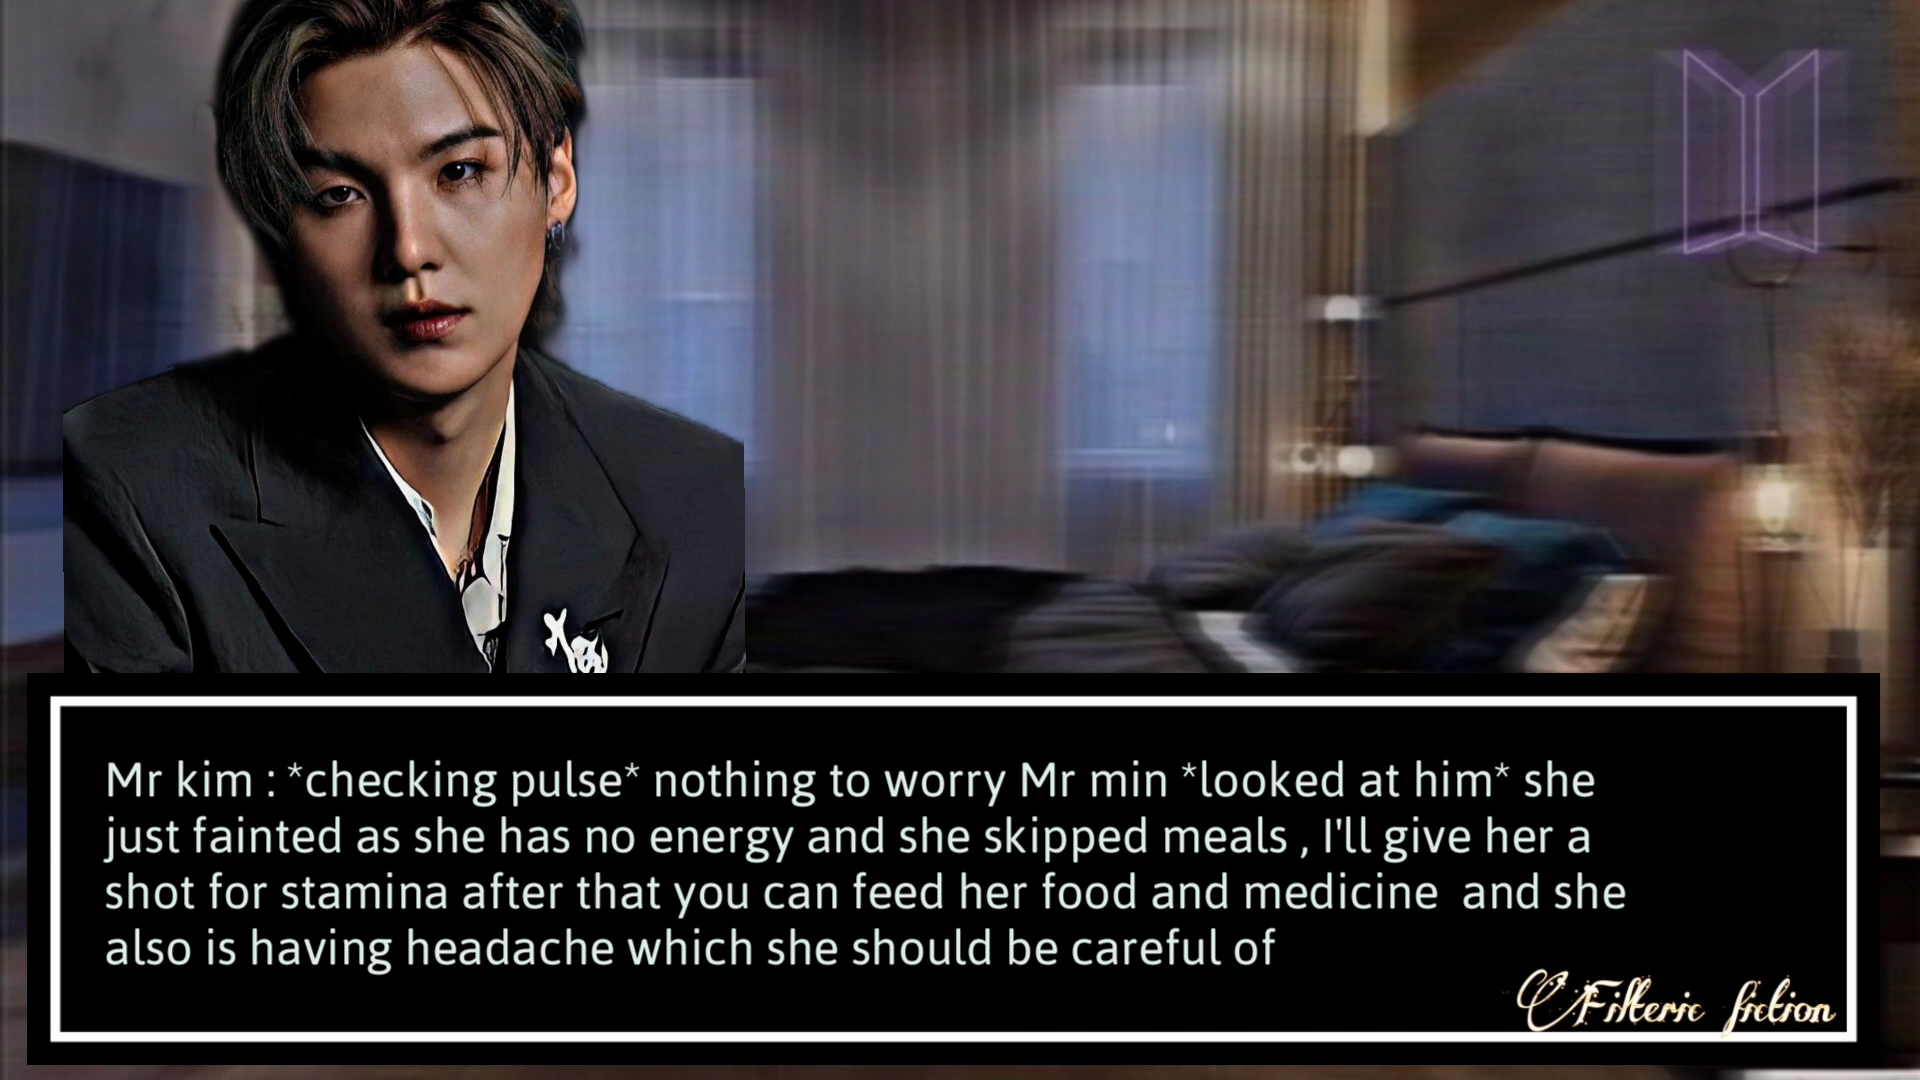 Mr kim : *checking pulse* nothing to worry Mr min *looked at him* she
just fainted as she has no energy and she skipped meals , I'll give her a
shot for stamina after that you can feed her food and medicine  and she
also is having headache which she should be careful of
Filteric fiction